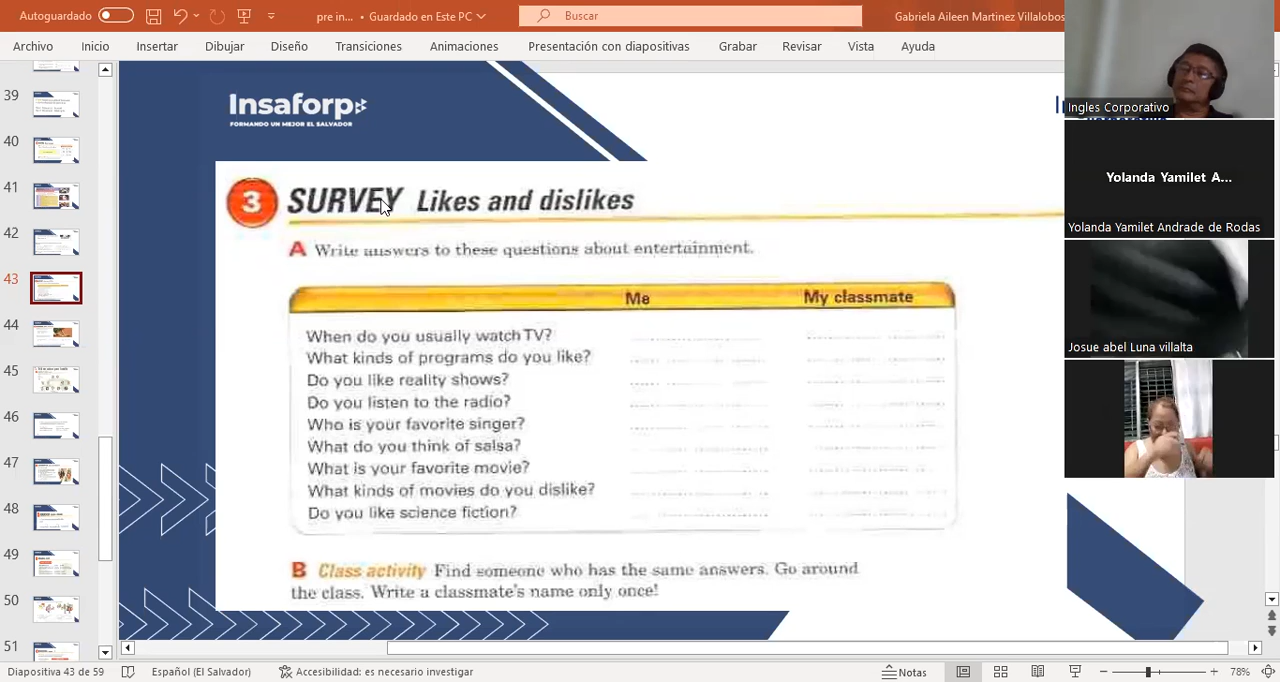 Autoguardado
pre in... • Guardado en Este PC
Buscar
Gabriela Aileen Martinez Villalobos
Archivo Inicio Insertar Dibujar Diseño Transiciones Animaciones Presentación con diapositivas Grabar Revisar Vista Ayuda
39
40
41
42
43
44
45
46
47
48
49
50
51
Insaforp
FORMANDO UN MEJOR EL SALVADOR
3 SURVEY Likes and dislikes
A Write answers to these questions about entertainment.
Me My classmate
When do you usually watch TV?
What kinds of programs do you like?
Do you like reality shows?
Do you listen to the radio?
Who is your favorite singer?
What do you think of salsa?
What is your favorite movie?
What kinds of movies do you dislike?
Do you like science fiction?
B Class activity Find someone who has the same answers. Go around
the class. Write a classmate's name only once!
Ingles Corporativo
Yolanda Yamilet A...
Yolanda Yamilet Andrade de Rodas
Josue abel Luna villalta
Diapositiva 43 de 59
Español (El Salvador)
Accesibilidad: es necesario investigar
Notas
78%